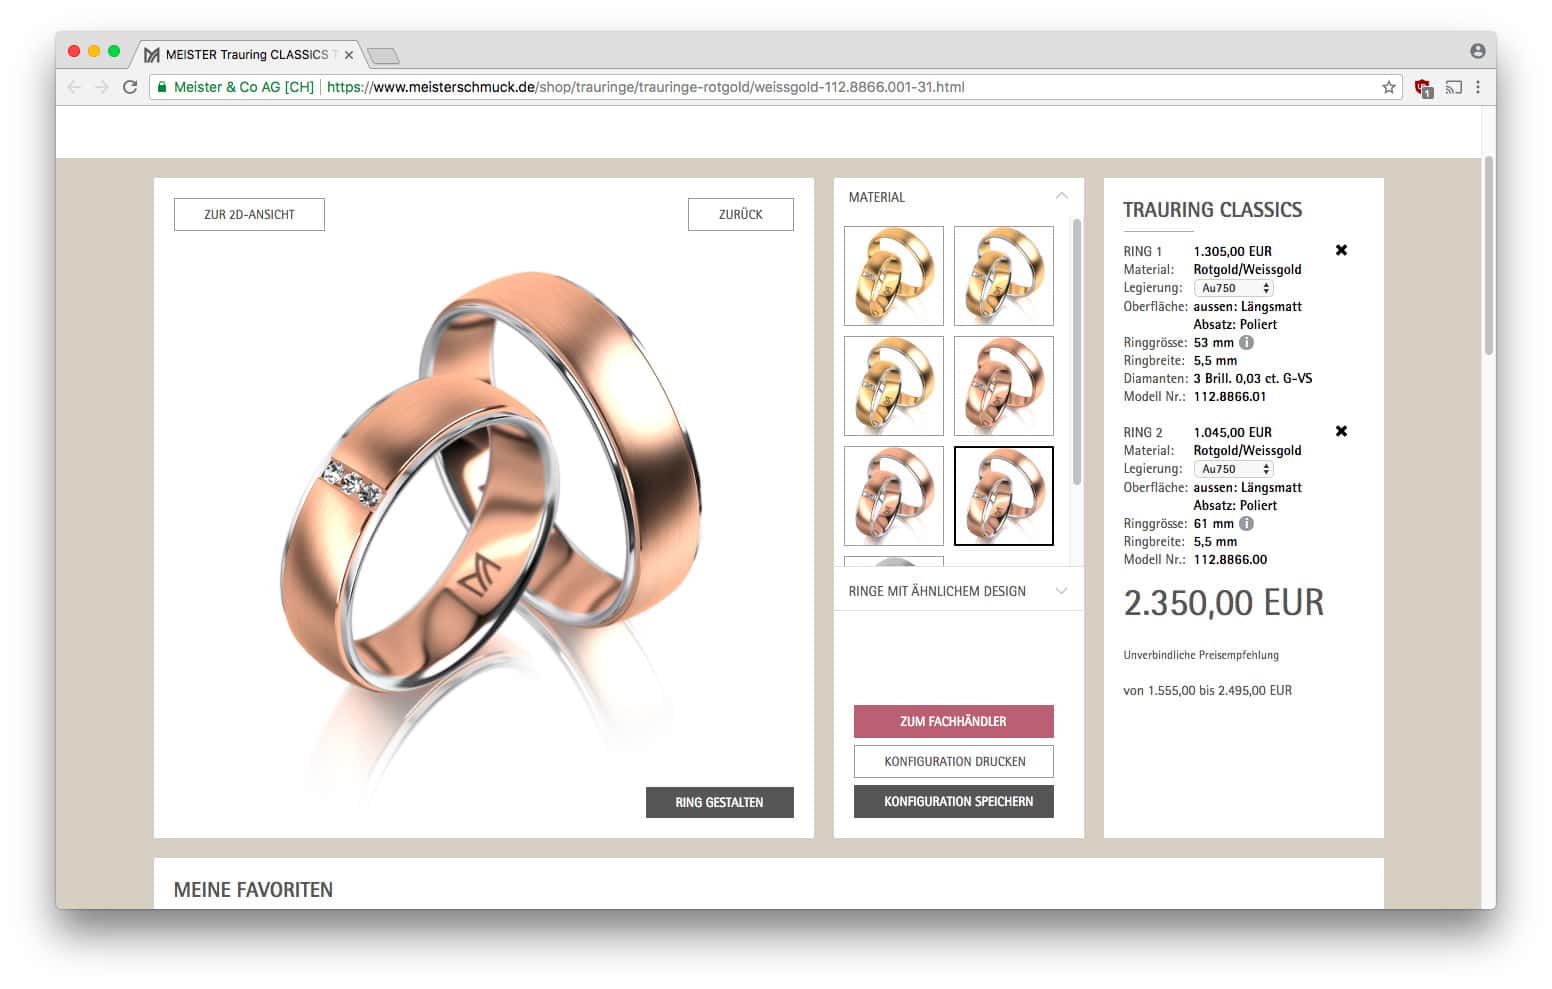 MEISTER Trauring CLASSICS T
Meister & Co AG [CH] https://www.meisterschmuck.de/shop/trauringe/trauringe-rotgold/weissgold-112.8866.001-31.html
1
ZUR 2D-ANSICHT
ZURÜCK
RING GESTALTEN
MATERIAL
RINGE MIT ÄHNLICHEM DESIGN
ZUM FACHHÄNDLER
KONFIGURATION DRUCKEN
KONFIGURATION SPEICHERN
TRAURING CLASSICS
RING 1 1.305,00 EUR
Material: Rotgold/Weissgold
Legierung: Au750
Oberfläche: aussen: Längsmatt
Absatz: Poliert
Ringgrösse: 53 mm i
Ringbreite: 5,5 mm
Diamanten: 3 Brill. 0,03 ct. G-VS
Modell Nr.: 112.8866.01
RING 2 1.045,00 EUR
Material: Rotgold/Weissgold
Legierung: Au750
Oberfläche: aussen: Längsmatt
Absatz: Poliert
Ringgrösse: 61 mm i
Ringbreite: 5,5 mm
Modell Nr.: 112.8866.00
2.350,00 EUR
Unverbindliche Preisempfehlung
von 1.555,00 bis 2.495,00 EUR
MEINE FAVORITEN